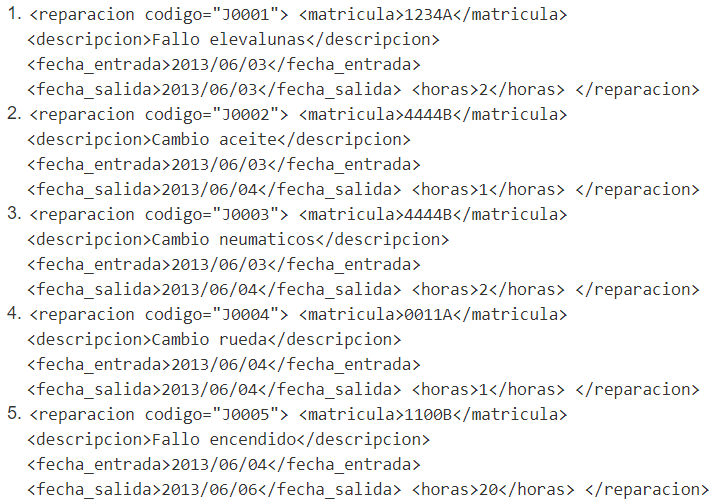 1. <reparacion codigo="J0001"> <matricula>1234A</matricula>
<descripcion>Fallo elevalunas</descripcion>
<fecha_entrada>2013/06/03</fecha_entrada>
<fecha_salida>2013/06/03</fecha_salida> <horas>2</horas> </reparacion>
2. <reparacion codigo="J0002"> <matricula>4444B</matricula>
<descripcion>Cambio aceite</descripcion>
<fecha_entrada>2013/06/03</fecha_entrada>
<fecha_salida>2013/06/04</fecha_salida> <horas>1</horas> </reparacion>
3. <reparacion codigo="J0003"> <matricula>4444B</matricula>
<descripcion>Cambio neumaticos</descripcion>
<fecha_entrada>2013/06/03</fecha_entrada>
<fecha_salida>2013/06/04</fecha_salida> <horas>2</horas> </reparacion>
4. <reparacion codigo="J0004"> <matricula>0011A</matricula>
<descripcion>Cambio rueda</descripcion>
<fecha_entrada>2013/06/04</fecha_entrada>
<fecha_salida>2013/06/04</fecha_salida> <horas>1</horas> </reparacion>
5. <reparacion codigo="J0005"> <matricula>1100B</matricula>
<descripcion>Fallo encendido</descripcion>
<fecha_entrada>2013/06/04</fecha_entrada>
<fecha_salida>2013/06/06</fecha_salida> <horas>20</horas> </reparacion>